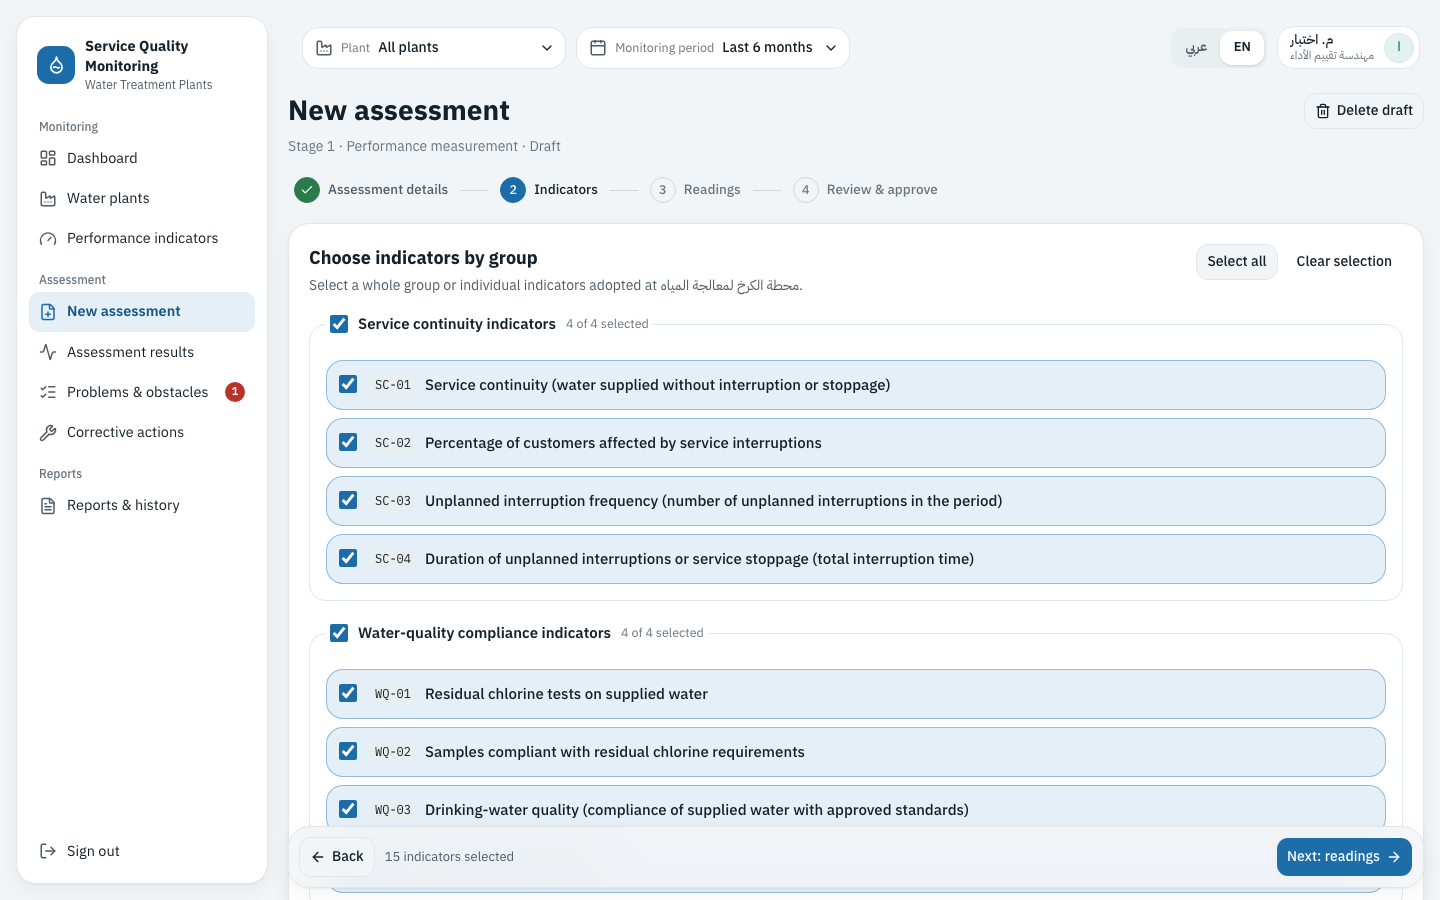 Service Quality
Monitoring
Water Treatment Plants
Monitoring
Dashboard
Water plants
Performance indicators
Assessment
New assessment
Assessment results
Problems & obstacles 1
Corrective actions
Reports
Reports & history
Sign out
Plant All plants
Monitoring period Last 6 months
عربي EN
م. اختبار
مهندسة تقييم الأداء
ا
New assessment
Delete draft
Stage 1 · Performance measurement · Draft
Assessment details
2 Indicators
3 Readings
4 Review & approve
Choose indicators by group
Select all
Clear selection
Select a whole group or individual indicators adopted at محطة الكرخ لمعالجة المياه.
Service continuity indicators 4 of 4 selected
SC-01 Service continuity (water supplied without interruption or stoppage)
SC-02 Percentage of customers affected by service interruptions
SC-03 Unplanned interruption frequency (number of unplanned interruptions in the period)
SC-04 Duration of unplanned interruptions or service stoppage (total interruption time)
Water-quality compliance indicators 4 of 4 selected
WQ-01 Residual chlorine tests on supplied water
WQ-02 Samples compliant with residual chlorine requirements
WQ-03 Drinking-water quality (compliance of supplied water with approved standards)
Back
15 indicators selected
Next: readings